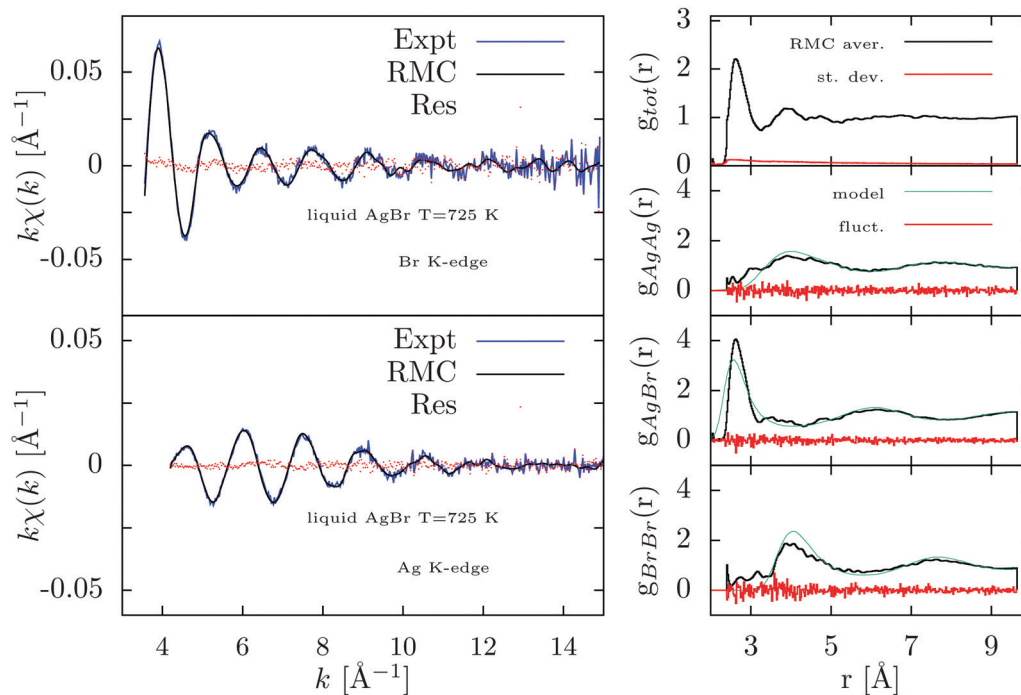 Expt
RMC
Res
0.05
0
-0.05
kχ(k) [Å⁻¹]
liquid AgBr T=725 K
Br K-edge
Expt
RMC
Res
0.05
0
-0.05
kχ(k) [Å⁻¹]
liquid AgBr T=725 K
Ag K-edge
4 6 8 10 12 14
k [Å⁻¹]
RMC aver.
st. dev.
3
2
1
0
g_tot(r)
model
fluct.
4
2
0
g_AgAg(r)
4
2
0
g_AgBr(r)
4
2
0
g_BrBr(r)
3 5 7 9
r [Å]